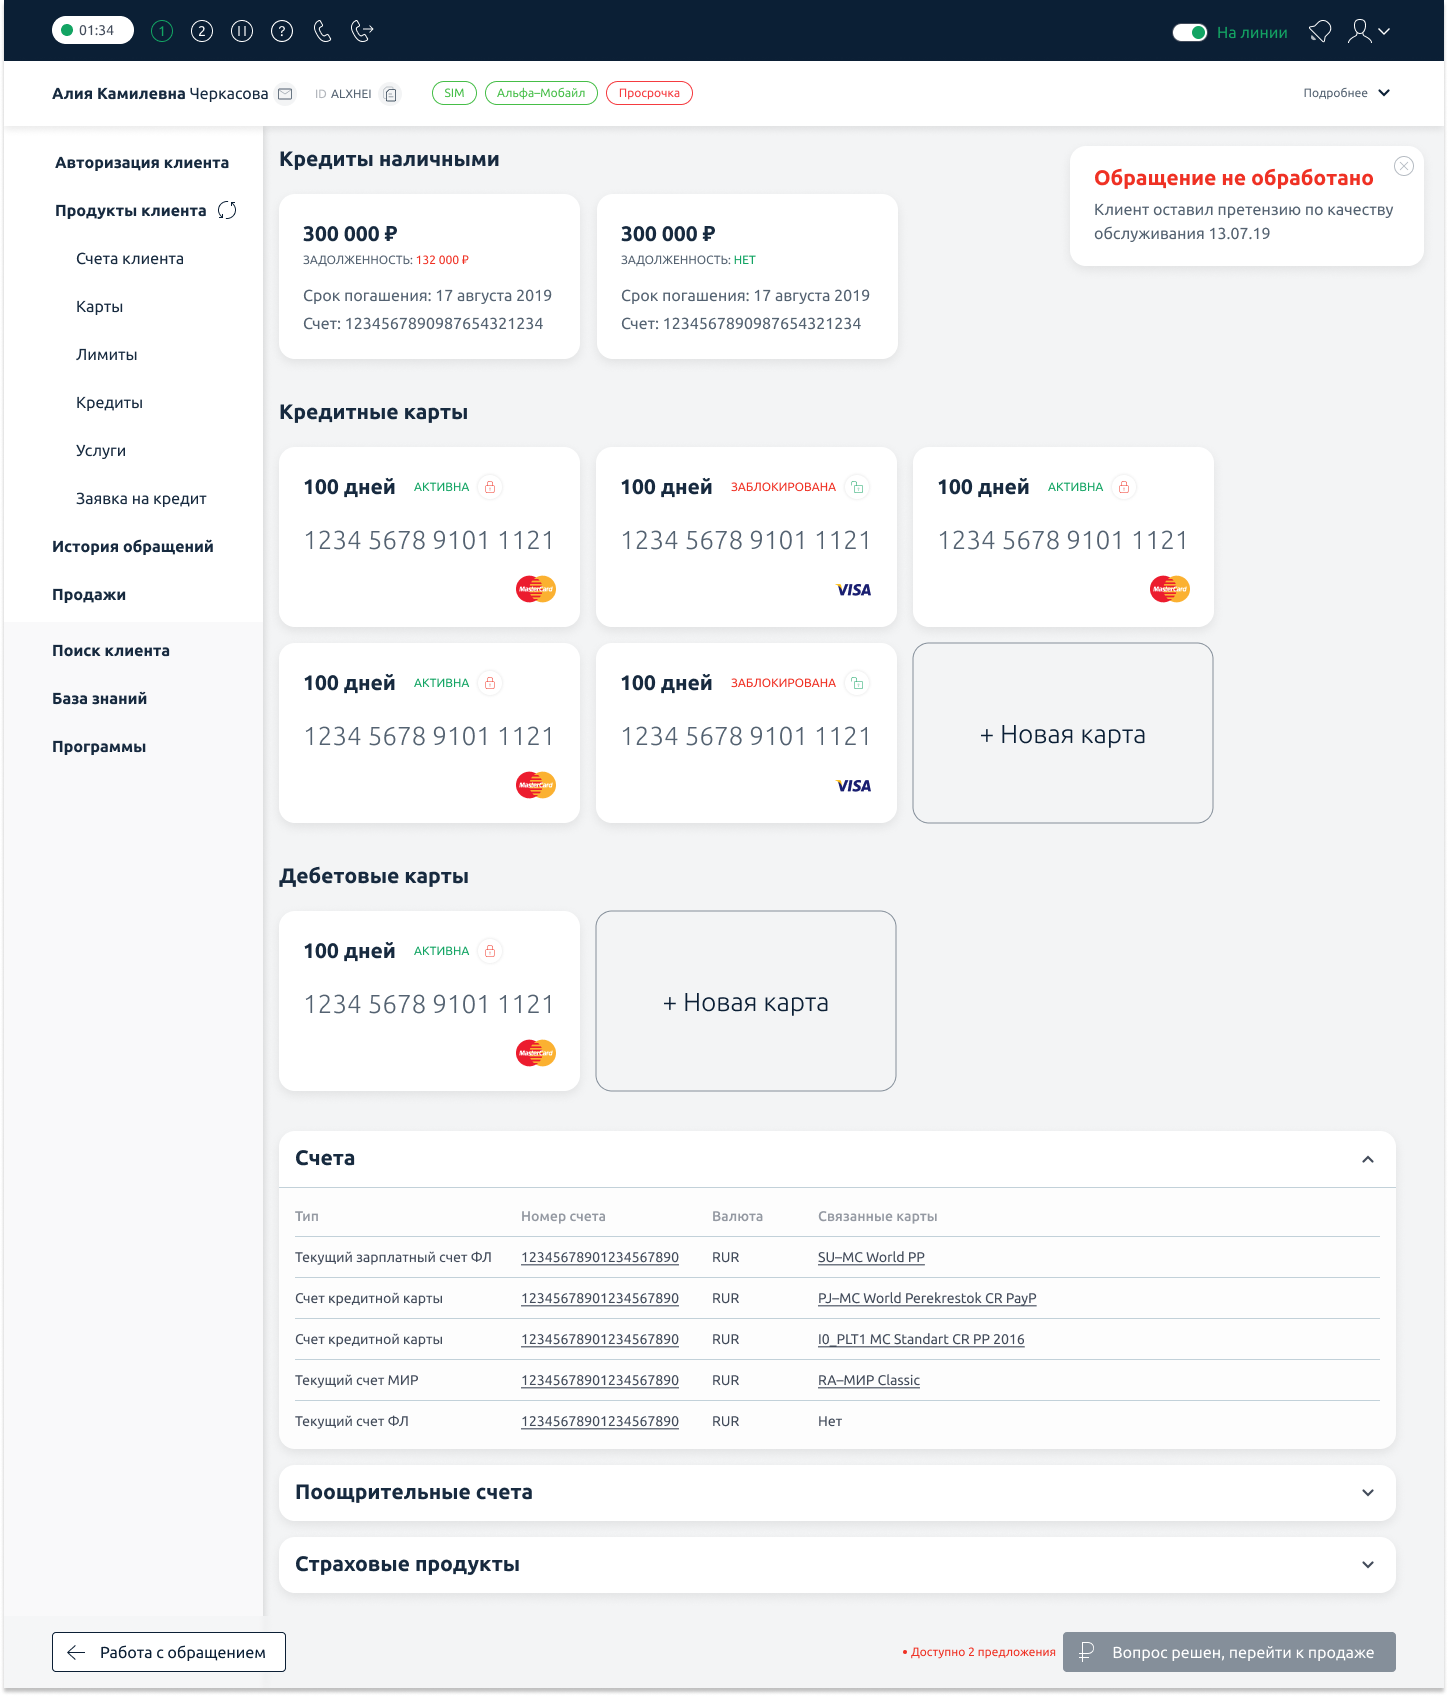 01:34
1
2
?
На линии
Алия Камилевна Черкасова
ID ALXHEI
SIM
Альфа–Мобайл
Просрочка
Подробнее
Авторизация клиента
Продукты клиента
Счета клиента
Карты
Лимиты
Кредиты
Услуги
Заявка на кредит
История обращений
Продажи
Поиск клиента
База знаний
Программы
Обращение не обработано
Клиент оставил претензию по качеству
обслуживания 13.07.19
Кредиты наличными
300 000 ₽
ЗАДОЛЖЕННОСТЬ: 132 000 ₽
Срок погашения: 17 августа 2019
Счет: 1234567890987654321234
300 000 ₽
ЗАДОЛЖЕННОСТЬ: НЕТ
Срок погашения: 17 августа 2019
Счет: 1234567890987654321234
Кредитные карты
100 дней АКТИВНА
1234 5678 9101 1121
MasterCard
100 дней ЗАБЛОКИРОВАНА
1234 5678 9101 1121
VISA
100 дней АКТИВНА
1234 5678 9101 1121
MasterCard
100 дней АКТИВНА
1234 5678 9101 1121
MasterCard
100 дней ЗАБЛОКИРОВАНА
1234 5678 9101 1121
VISA
+ Новая карта
Дебетовые карты
100 дней АКТИВНА
1234 5678 9101 1121
MasterCard
+ Новая карта
Счета
Тип Номер счета Валюта Связанные карты
Текущий зарплатный счет ФЛ 12345678901234567890 RUR SU–MC World PP
Счет кредитной карты 12345678901234567890 RUR PJ–MC World Perekrestok CR PayP
Счет кредитной карты 12345678901234567890 RUR I0_PLT1 MC Standart CR PP 2016
Текущий счет МИР 12345678901234567890 RUR RA–МИР Classic
Текущий счет ФЛ 12345678901234567890 RUR Нет
Поощрительные счета
Страховые продукты
Работа с обращением
• Доступно 2 предложения
₽ Вопрос решен, перейти к продаже